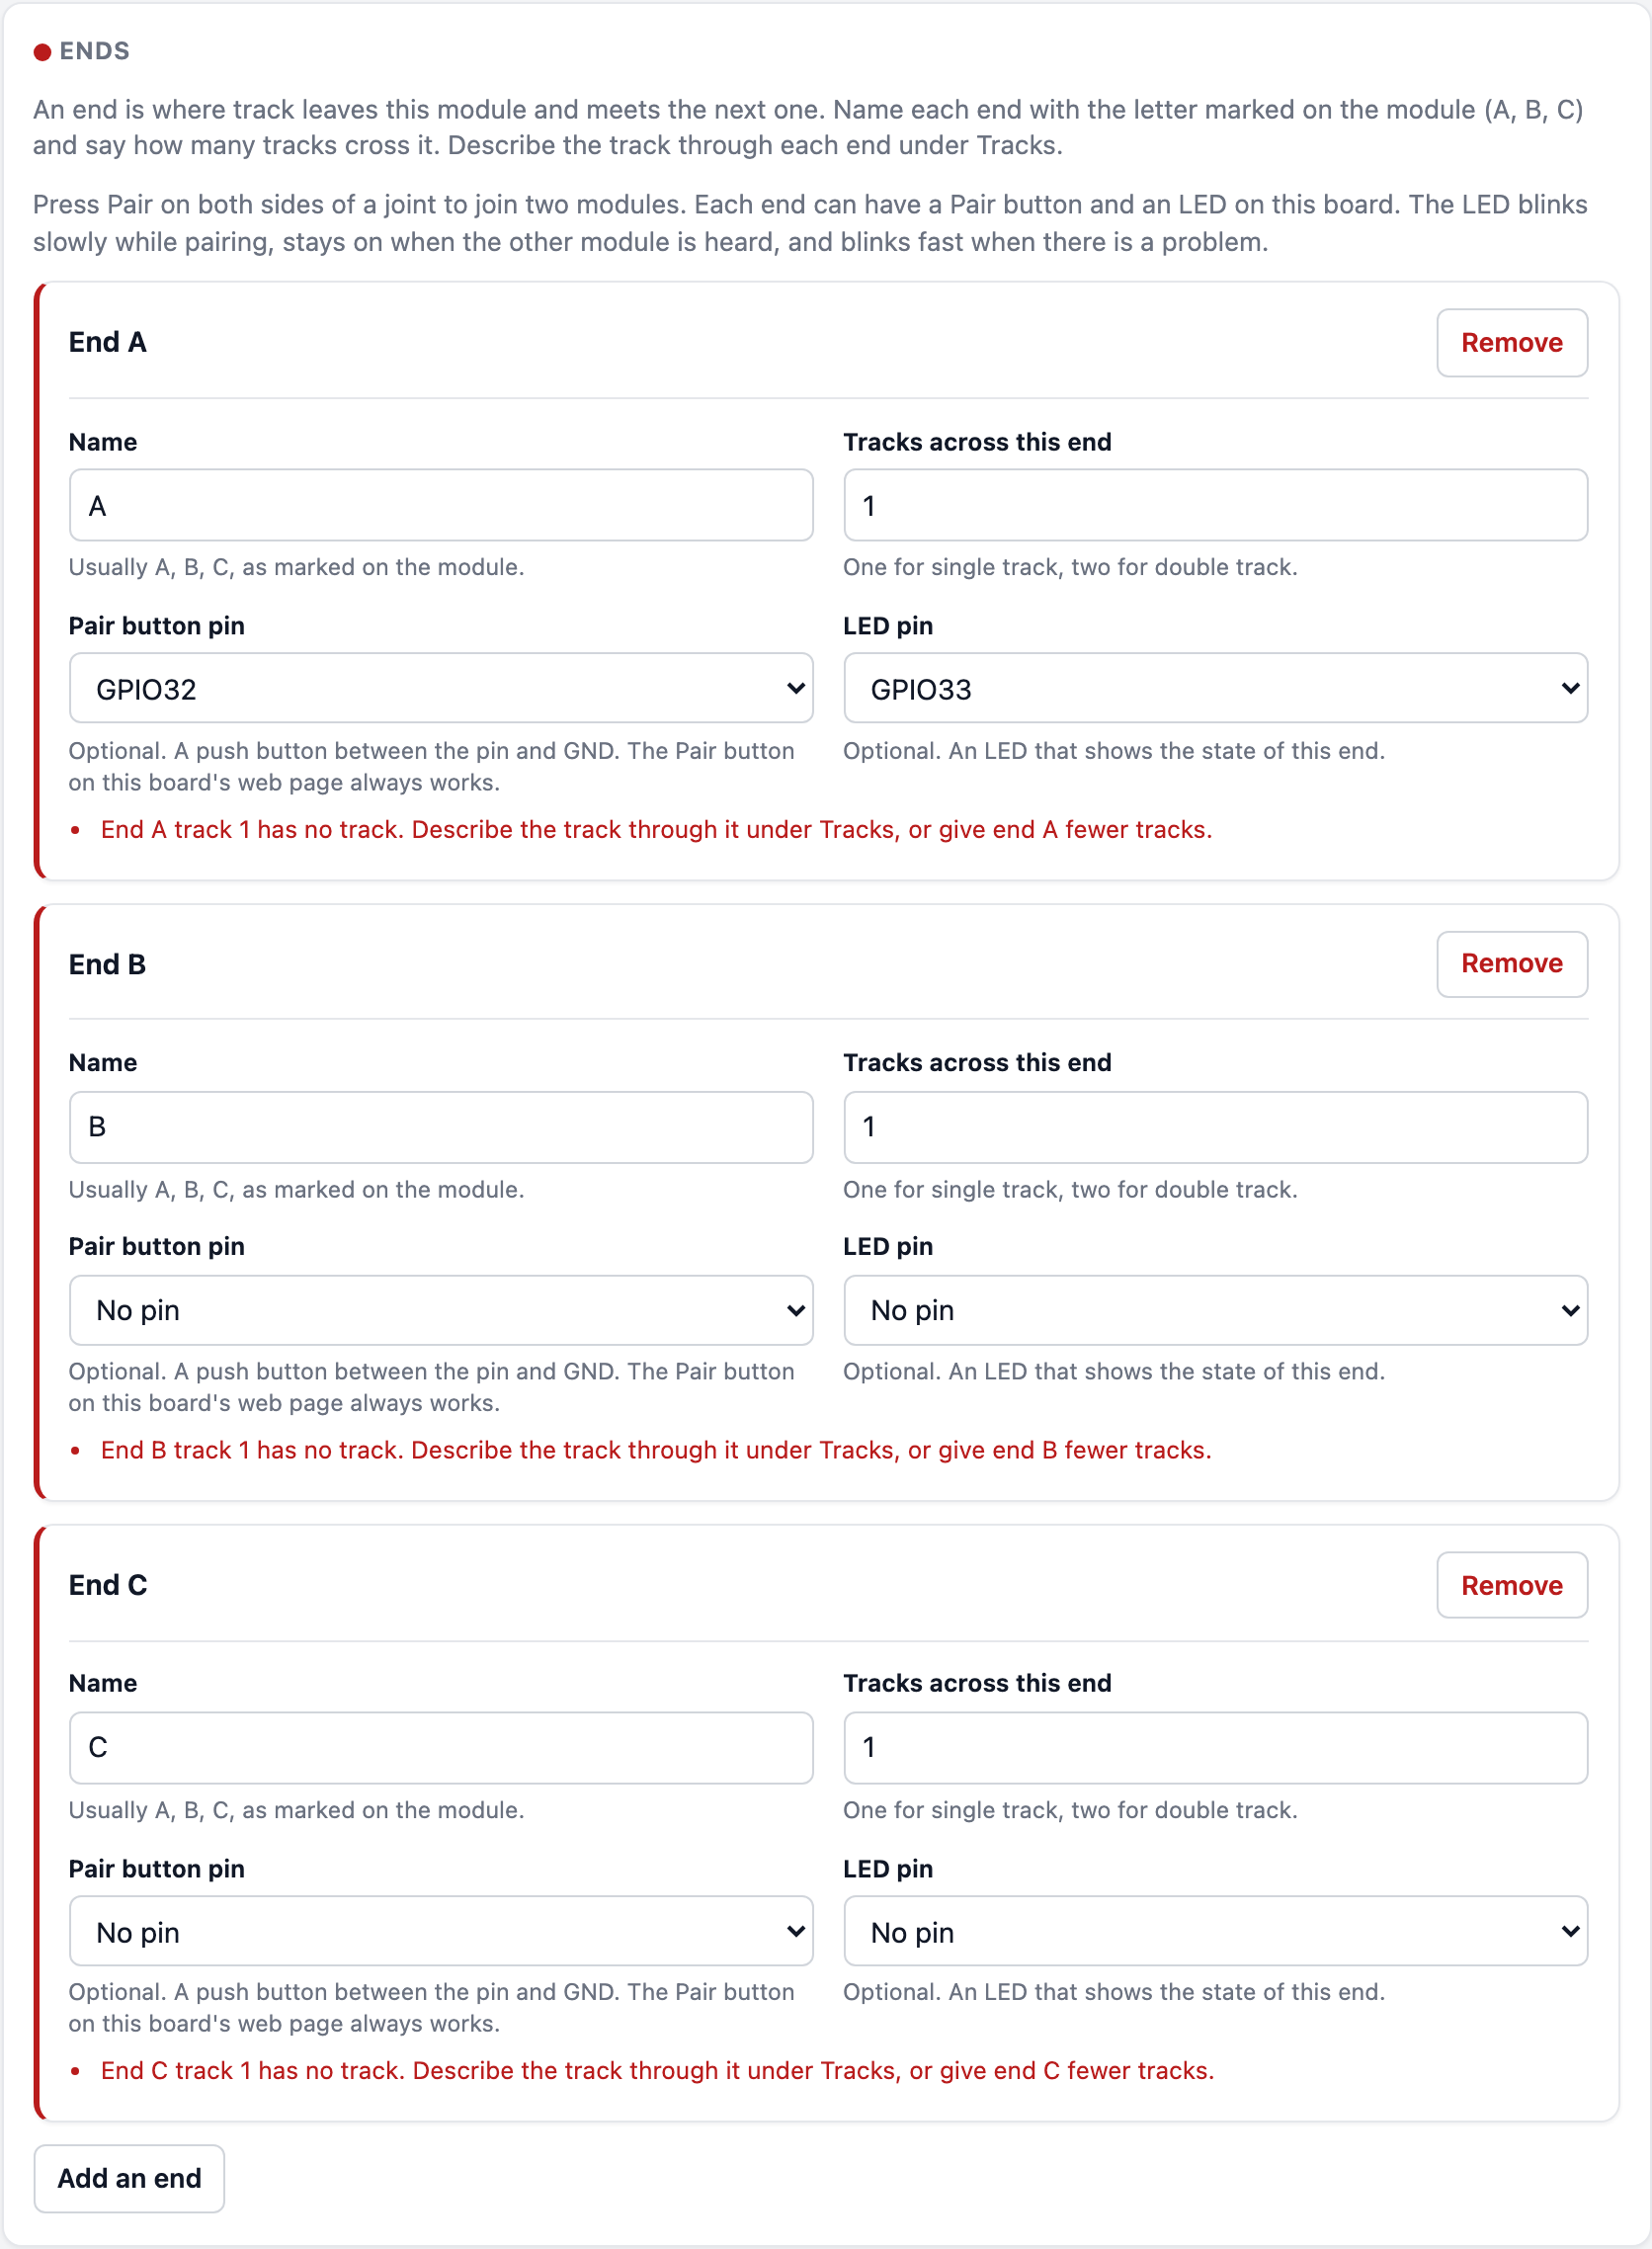 ENDS
An end is where track leaves this module and meets the next one. Name each end with the letter marked on the module (A, B, C)
and say how many tracks cross it. Describe the track through each end under Tracks.
Press Pair on both sides of a joint to join two modules. Each end can have a Pair button and an LED on this board. The LED blinks
slowly while pairing, stays on when the other module is heard, and blinks fast when there is a problem.
End A
Remove
Name
Tracks across this end
A
1
Usually A, B, C, as marked on the module.
One for single track, two for double track.
Pair button pin
LED pin
GPIO32
GPIO33
Optional. A push button between the pin and GND. The Pair button
on this board's web page always works.
Optional. An LED that shows the state of this end.
• End A track 1 has no track. Describe the track through it under Tracks, or give end A fewer tracks.
End B
Remove
Name
Tracks across this end
B
1
Usually A, B, C, as marked on the module.
One for single track, two for double track.
Pair button pin
LED pin
No pin
No pin
Optional. A push button between the pin and GND. The Pair button
on this board's web page always works.
Optional. An LED that shows the state of this end.
• End B track 1 has no track. Describe the track through it under Tracks, or give end B fewer tracks.
End C
Remove
Name
Tracks across this end
C
1
Usually A, B, C, as marked on the module.
One for single track, two for double track.
Pair button pin
LED pin
No pin
No pin
Optional. A push button between the pin and GND. The Pair button
on this board's web page always works.
Optional. An LED that shows the state of this end.
• End C track 1 has no track. Describe the track through it under Tracks, or give end C fewer tracks.
Add an end